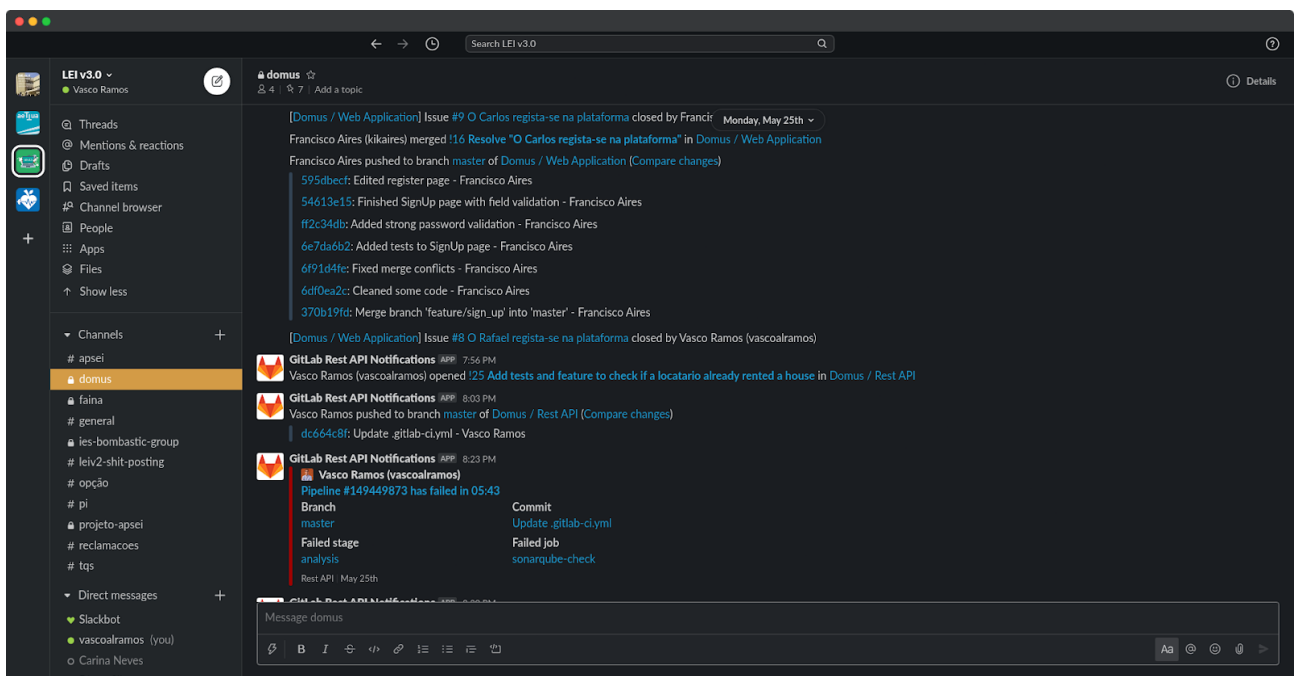 Search LEI v3.0
LEI v3.0
Vasco Ramos
Threads
Mentions & reactions
Drafts
Saved items
Channel browser
People
Apps
Files
Show less
Channels
# apsei
domus
faina
# general
ies-bombastic-group
# leiv2-shit-posting
# opção
# pi
projeto-apsei
# reclamacoes
# tqs
Direct messages
Slackbot
vascoalramos (you)
Carina Neves
domus
4 | 7 | Add a topic
Details
Monday, May 25th
[Domus / Web Application] Issue #9 O Carlos regista-se na plataforma closed by Francis
Francisco Aires (kikaires) merged !16 Resolve "O Carlos regista-se na plataforma" in Domus / Web Application
Francisco Aires pushed to branch master of Domus / Web Application (Compare changes)
595dbecf: Edited register page - Francisco Aires
54613e15: Finished SignUp page with field validation - Francisco Aires
ff2c34db: Added strong password validation - Francisco Aires
6e7da6b2: Added tests to SignUp page - Francisco Aires
6f91d4fe: Fixed merge conflicts - Francisco Aires
6df0ea2c: Cleaned some code - Francisco Aires
370b19fd: Merge branch 'feature/sign_up' into 'master' - Francisco Aires
[Domus / Web Application] Issue #8 O Rafael regista-se na plataforma closed by Vasco Ramos (vascoalramos)
GitLab Rest API Notifications APP 7:56 PM
Vasco Ramos (vascoalramos) opened !25 Add tests and feature to check if a locatario already rented a house in Domus / Rest API
GitLab Rest API Notifications APP 8:03 PM
Vasco Ramos pushed to branch master of Domus / Rest API (Compare changes)
dc664c8f: Update .gitlab-ci.yml - Vasco Ramos
GitLab Rest API Notifications APP 8:23 PM
Vasco Ramos (vascoalramos)
Pipeline #149449873 has failed in 05:43
Branch Commit
master Update .gitlab-ci.yml
Failed stage Failed job
analysis sonarqube-check
Rest API | May 25th
GitLab Rest API Notifications APP
Message domus
B I S
Aa @